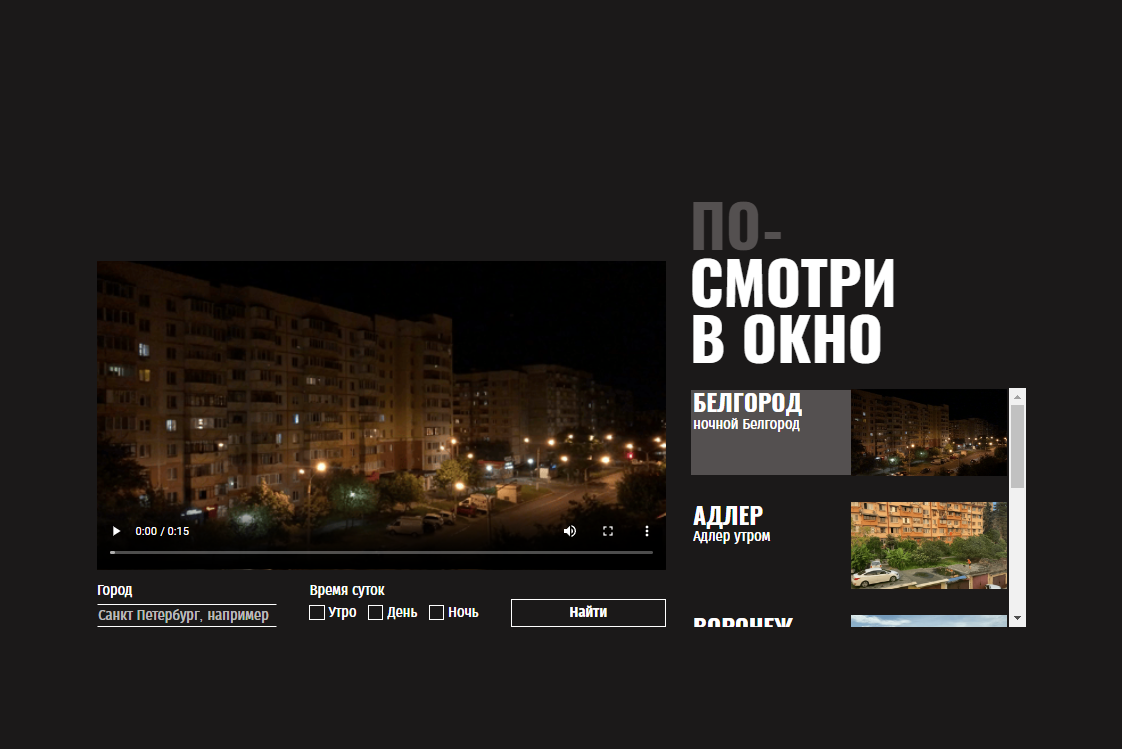 ПО-
СМОТРИ
В ОКНО
БЕЛГОРОД
ночной Белгород
АДЛЕР
Адлер утром
ВОРОНЕЖ
0:00 / 0:15
Город
Санкт Петербург, например
Время суток
Утро День Ночь
Найти